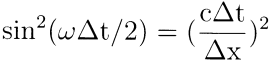 sin²(ωΔt/2) = (cΔt/Δx)²